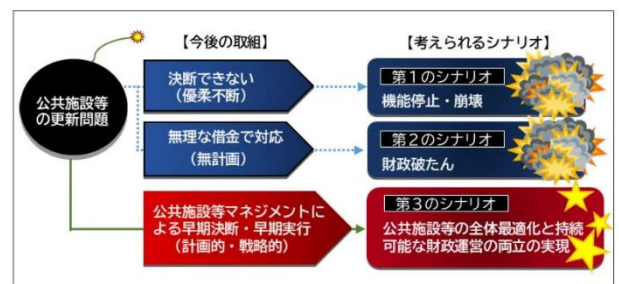 【今後の取組】
【考えられるシナリオ】
公共施設等
の更新問題
決断できない
(優柔不断)
第1のシナリオ
機能停止・崩壊
無理な借金で対応
(無計画)
第2のシナリオ
財政破たん
公共施設等マネジメントに
よる早期決断・早期実行
(計画的・戦略的)
第3のシナリオ
公共施設等の全体最適化と持続
可能な財政運営の両立の実現